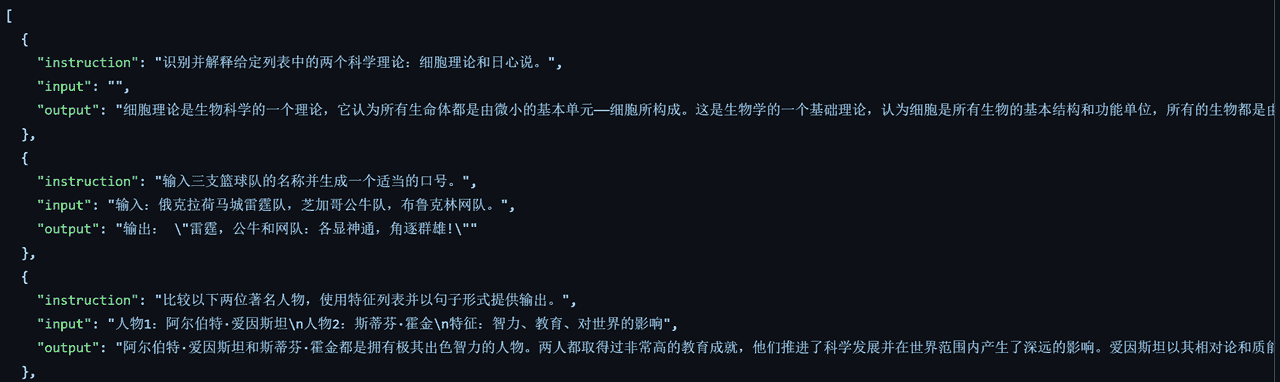 [
{
"instruction": "识别并解释给定列表中的两个科学理论：细胞理论和日心说。",
"input": "",
"output": "细胞理论是生物科学的一个理论，它认为所有生命体都是由微小的基本单元——细胞所构成。这是生物学的一个基础理论，认为细胞是所有生物的基本结构和功能单位，所有的生物都是由
},
{
"instruction": "输入三支篮球队的名称并生成一个适当的口号。",
"input": "输入：俄克拉荷马城雷霆队，芝加哥公牛队，布鲁克林网队。",
"output": "输出： \"雷霆，公牛和网队：各显神通，角逐群雄!\""
},
{
"instruction": "比较以下两位著名人物，使用特征列表并以句子形式提供输出。",
"input": "人物1：阿尔伯特·爱因斯坦\n人物2：斯蒂芬·霍金\n特征：智力、教育、对世界的影响",
"output": "阿尔伯特·爱因斯坦和斯蒂芬·霍金都是拥有极其出色智力的人物。两人都取得过非常高的教育成就，他们推进了科学发展并在世界范围内产生了深远的影响。爱因斯坦以其相对论和质能
},